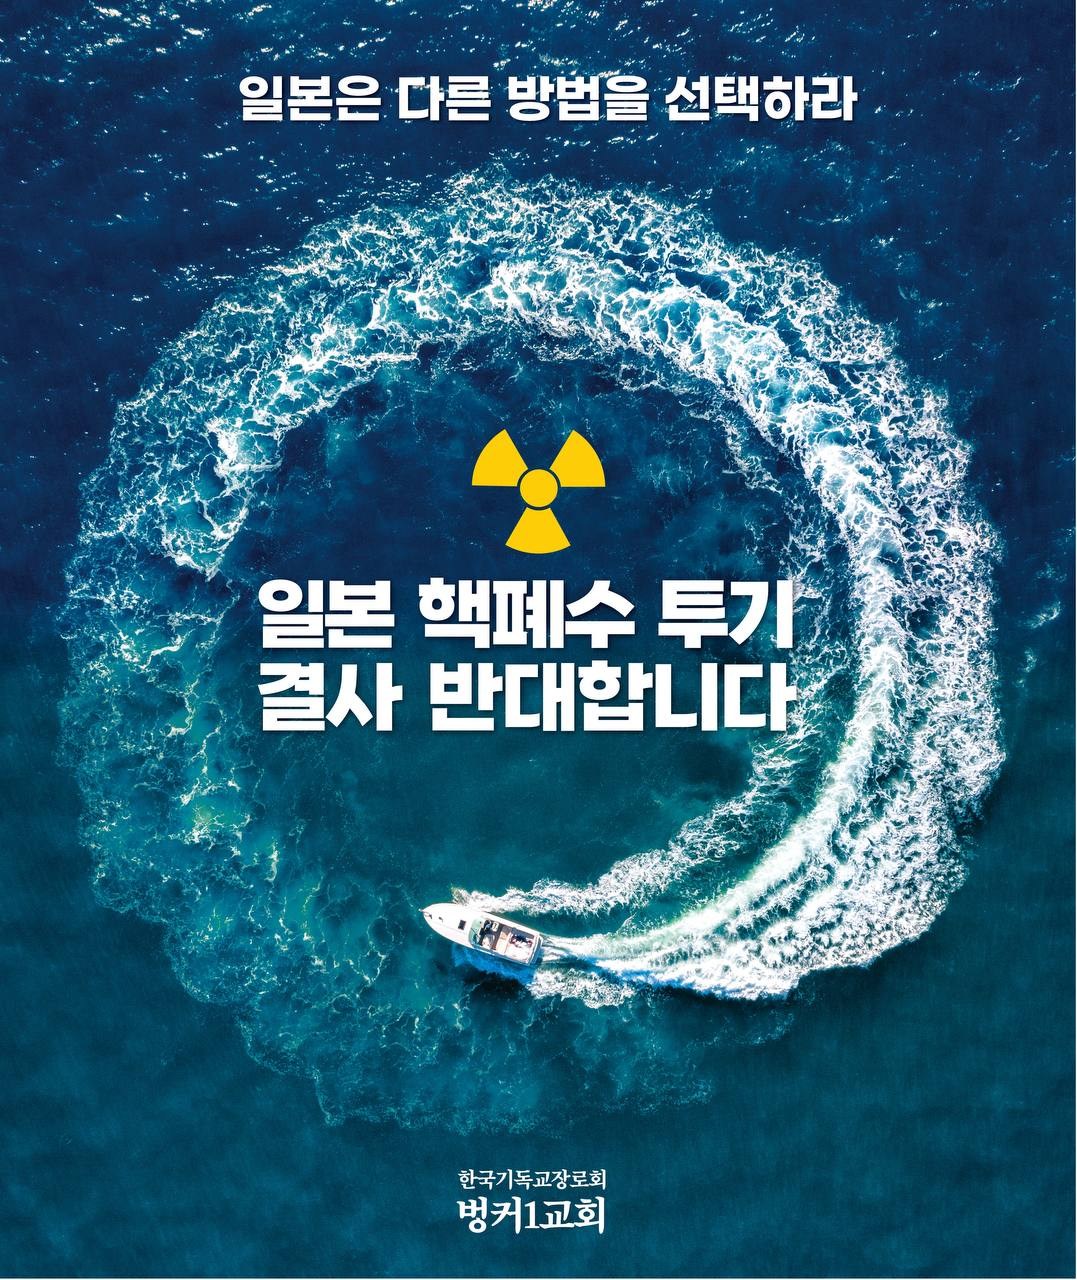 일본은 다른 방법을 선택하라
일본 핵폐수 투기
결사 반대합니다
한국기독교장로회
벙커1교회